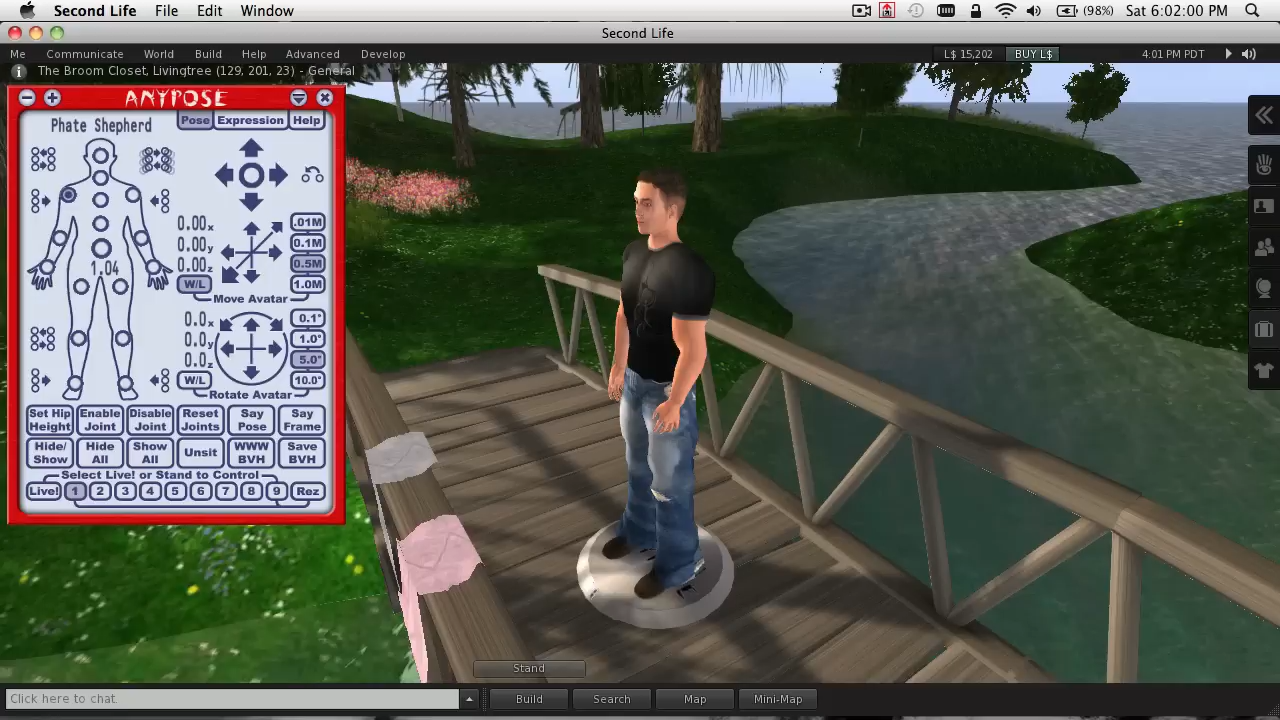 Second Life File Edit Window (98%) Sat 6:02:00 PM
Second Life
Me Communicate World Build Help Advanced Develop L$ 15,202 BUY L$ 4:01 PM PDT
The Broom Closet, Livingtree (129, 201, 23) - General
ANYPOSE
Phate Shepherd Pose Expression Help
0.00x .01M
0.00y 0.1M
0.00z 0.5M
1.04 W/L 1.0M
Move Avatar
0.0x 0.1°
0.0y 1.0°
0.0z 5.0°
W/L 10.0°
Rotate Avatar
Set Hip Height Enable Joint Disable Joint Reset Joints Say Pose Say Frame
Hide/Show Hide All Show All Unsit WWW BVH Save BVH
Select Live! or Stand to Control
Live! 1 2 3 4 5 6 7 8 9 Rez
Stand
Click here to chat. Build Search Map Mini-Map